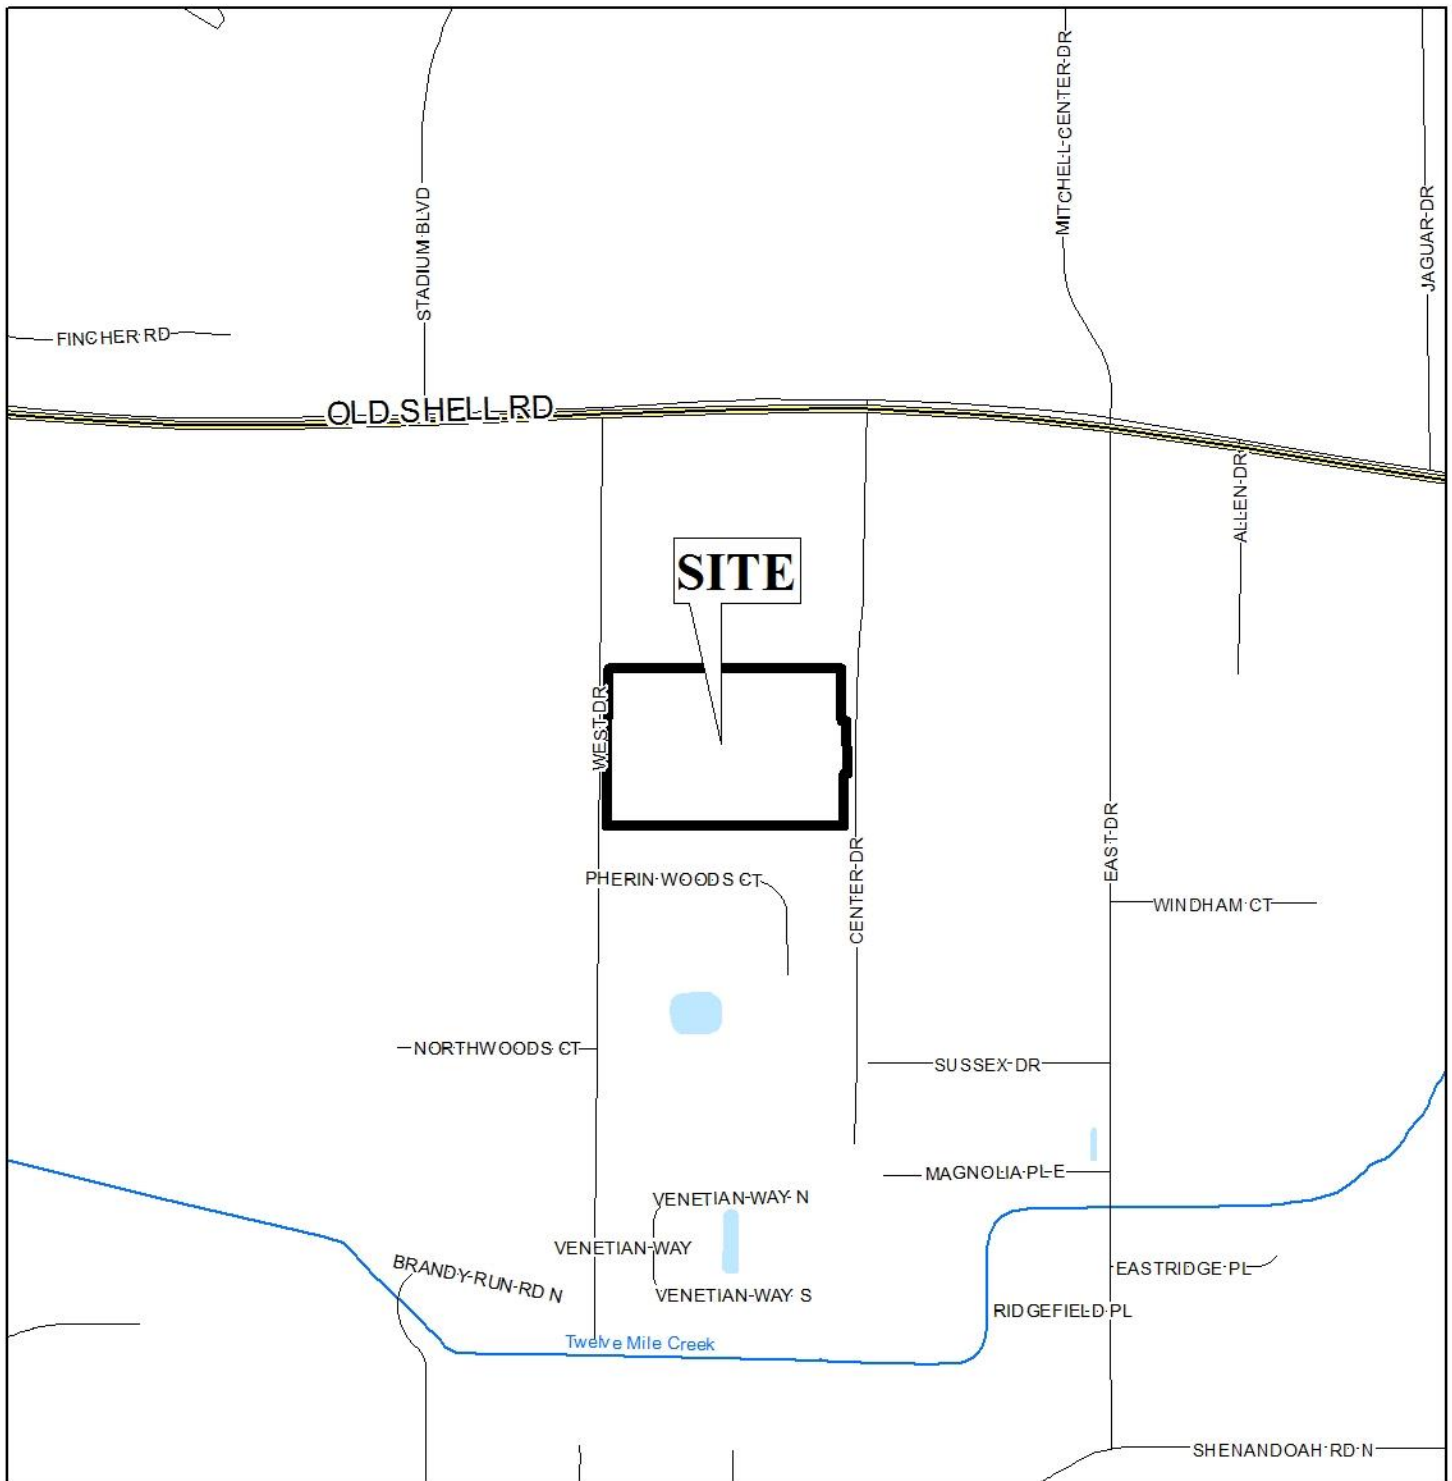 MITCHELL CENTER DR
STADIUM BLVD
JAGUAR DR
FINCHER RD
OLD SHELL RD
ALLEN DR
SITE
WEST DR
EAST DR
CENTER DR
PHERIN WOODS CT
WINDHAM CT
NORTHWOODS CT
SUSSEX DR
MAGNOLIA PL E
VENETIAN WAY N
VENETIAN WAY
BRANDY RUN RD N
EASTRIDGE PL
VENETIAN WAY S
RIDGEFIELD PL
Twelve Mile Creek
SHENANDOAH RD N